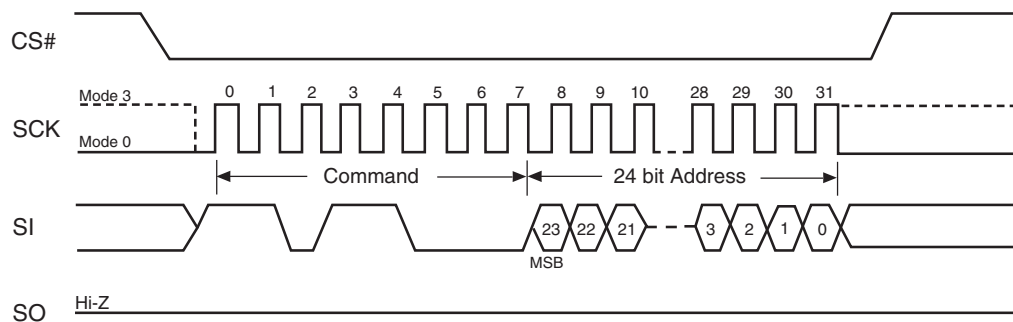 CS#
Mode 3
0 1 2 3 4 5 6 7 8 9 10 28 29 30 31
SCK
Mode 0
Command
24 bit Address
SI
23 22 21 3 2 1 0
MSB
Hi-Z
SO